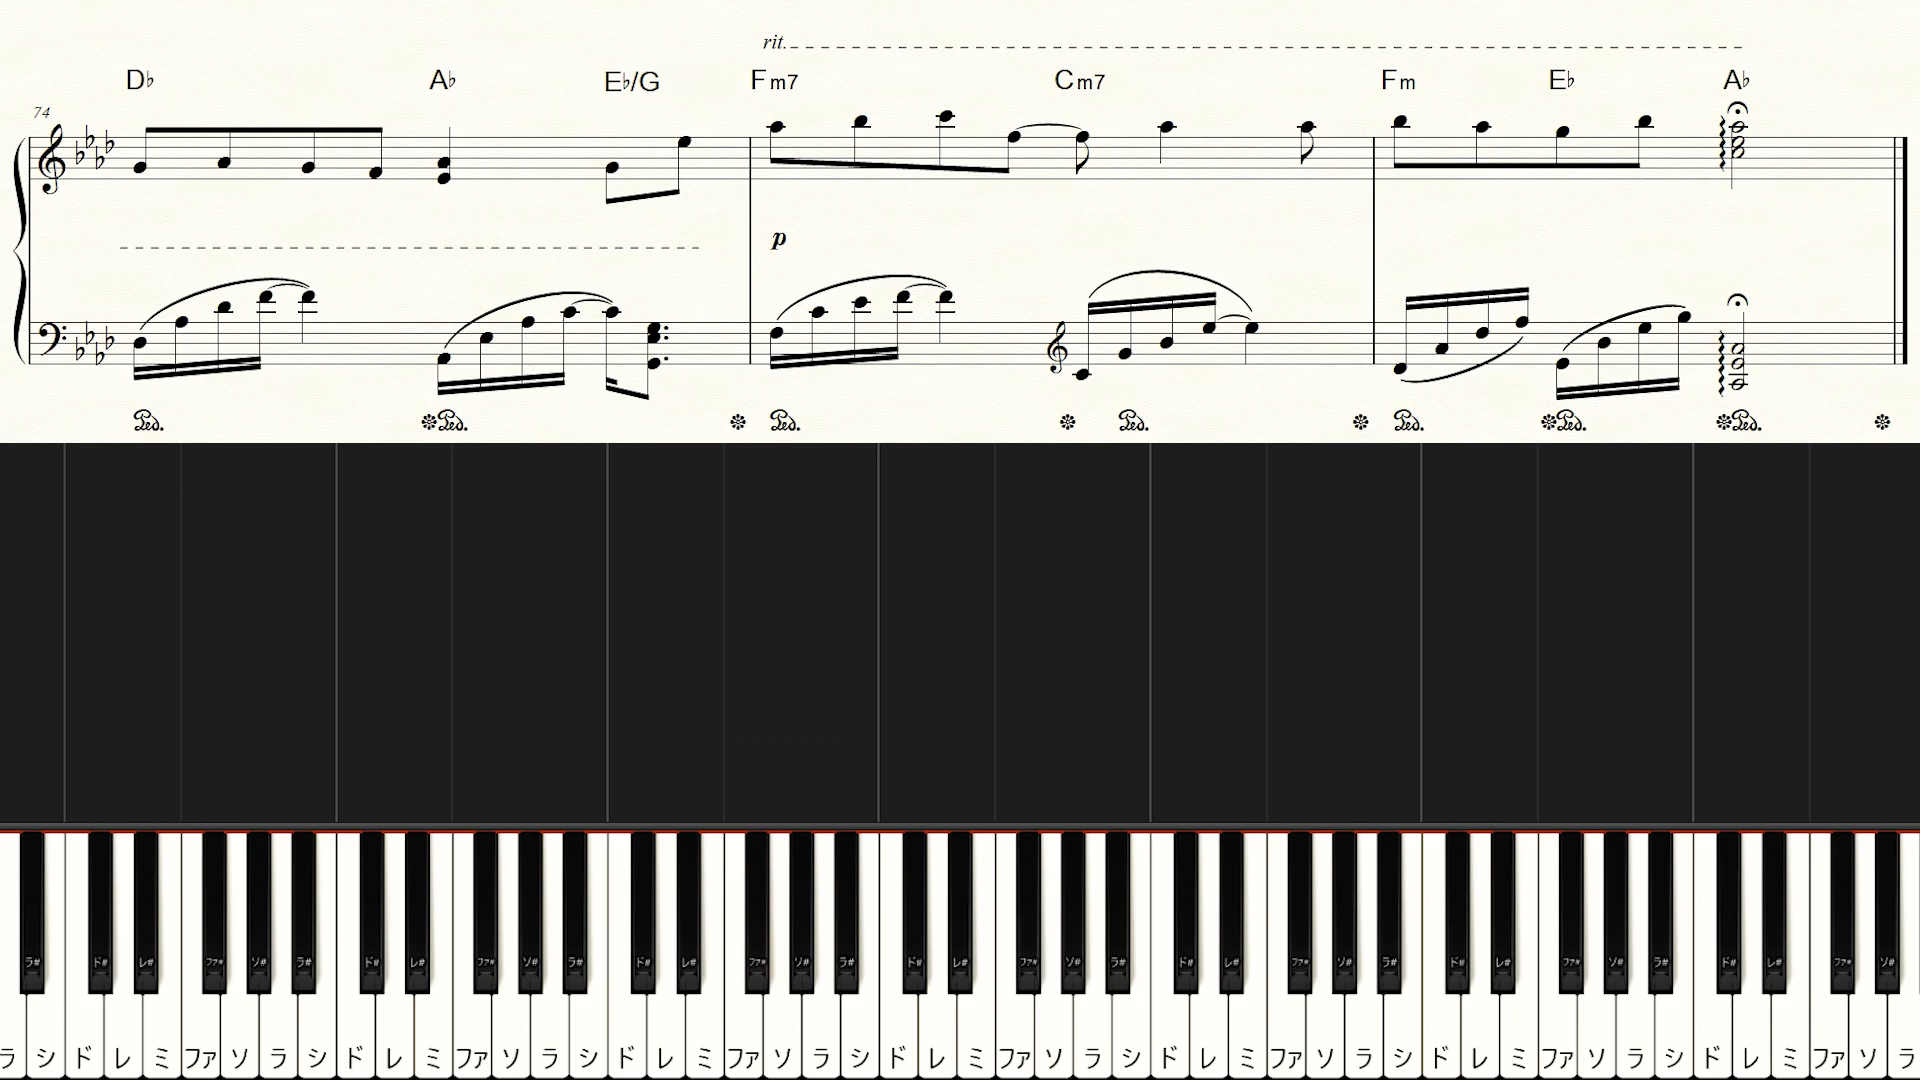 rit.
D♭ A♭ E♭/G Fm7 Cm7 Fm E♭ A♭
74
p
Ped. Ped. Ped. Ped. Ped. Ped. Ped.
ラ# ド# レ# ファ# ソ# ラ# ド# レ# ファ# ソ# ラ# ド# レ# ファ# ソ# ラ# ド# レ# ファ# ソ# ラ# ド# レ# ファ# ソ# ラ# ド# レ# ファ# ソ# ラ# ド# レ# ファ# ソ#
ラ シ ド レ ミ ファ ソ ラ シ ド レ ミ ファ ソ ラ シ ド レ ミ ファ ソ ラ シ ド レ ミ ファ ソ ラ シ ド レ ミ ファ ソ ラ シ ド レ ミ ファ ソ ラ シ ド レ ミ ファ ソ ラ